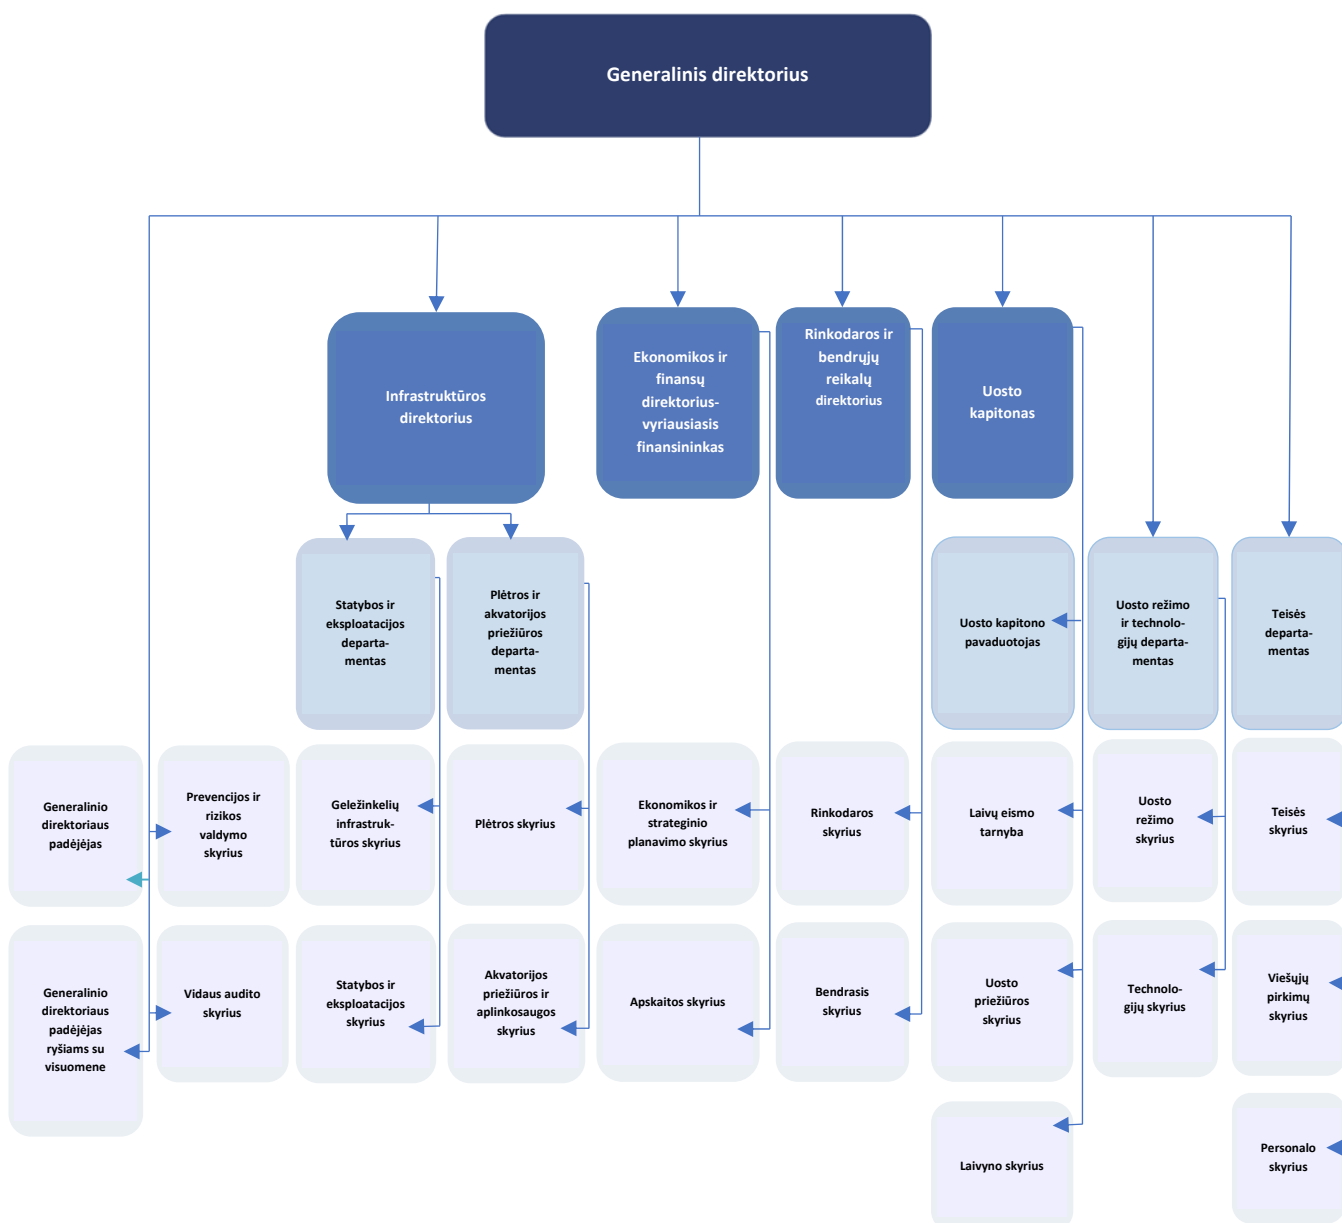 Generalinis direktorius
Infrastruktūros
direktorius
Ekonomikos ir
finansų
direktorius-
vyriausiasis
finansininkas
Rinkodaros ir
bendrųjų
reikalų
direktorius
Uosto
kapitonas
Statybos ir
eksploatacijos
departa-
mentas
Plėtros ir
akvatorijos
priežiūros
departa-
mentas
Uosto kapitono
pavaduotojas
Uosto režimo
ir technolo-
gijų departa-
mentas
Teisės
departa-
mentas
Generalinio
direktoriaus
padėjėjas
Prevencijos ir
rizikos
valdymo
skyrius
Geležinkelių
infrastruk-
tūros skyrius
Plėtros skyrius
Ekonomikos ir
strateginio
planavimo skyrius
Rinkodaros
skyrius
Laivų eismo
tarnyba
Uosto
režimo
skyrius
Teisės
skyrius
Generalinio
direktoriaus
padėjėjas
ryšiams su
visuomene
Vidaus audito
skyrius
Statybos ir
eksploatacijos
skyrius
Akvatorijos
priežiūros ir
aplinkosaugos
skyrius
Apskaitos skyrius
Bendrasis
skyrius
Uosto
priežiūros
skyrius
Technolo-
gijų skyrius
Viešųjų
pirkimų
skyrius
Laivyno skyrius
Personalo
skyrius